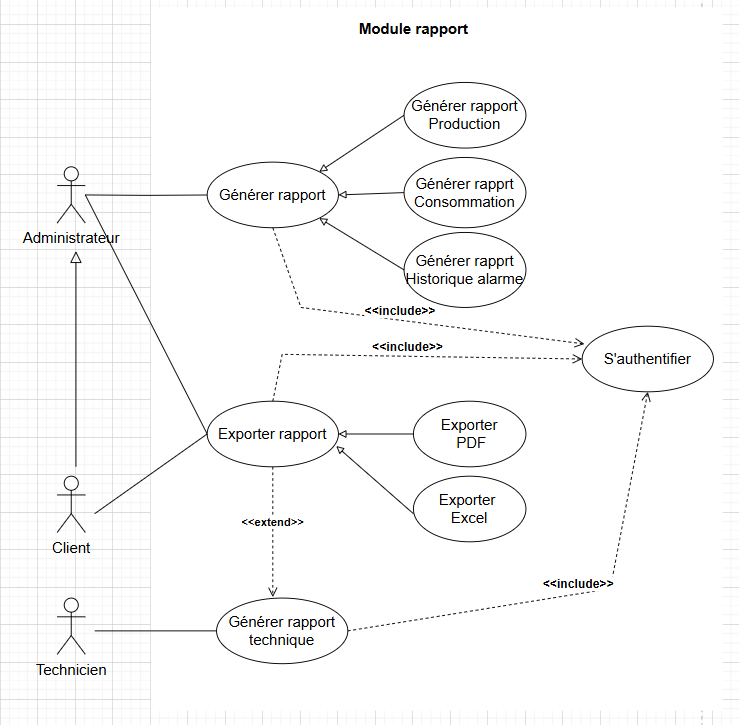 Module rapport
Générer rapport
Production
Générer rapprt
Consommation
Générer rapport
Administrateur
Générer rapprt
Historique alarme
<<include>>
<<include>>
S'authentifier
Exporter rapport
Exporter
PDF
Exporter
Excel
<<extend>>
Client
<<include>>
Générer rapport
technique
Technicien